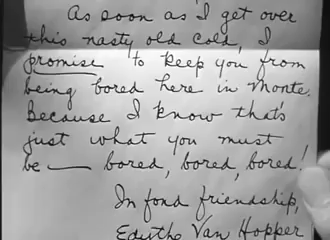 As soon as I get over
this nasty old cold, I
promise to keep you from
being bored here in Monte.
Because I know that's
just what you must
be — bored, bored, bored!
In fond friendship,
Edythe Van Hopper